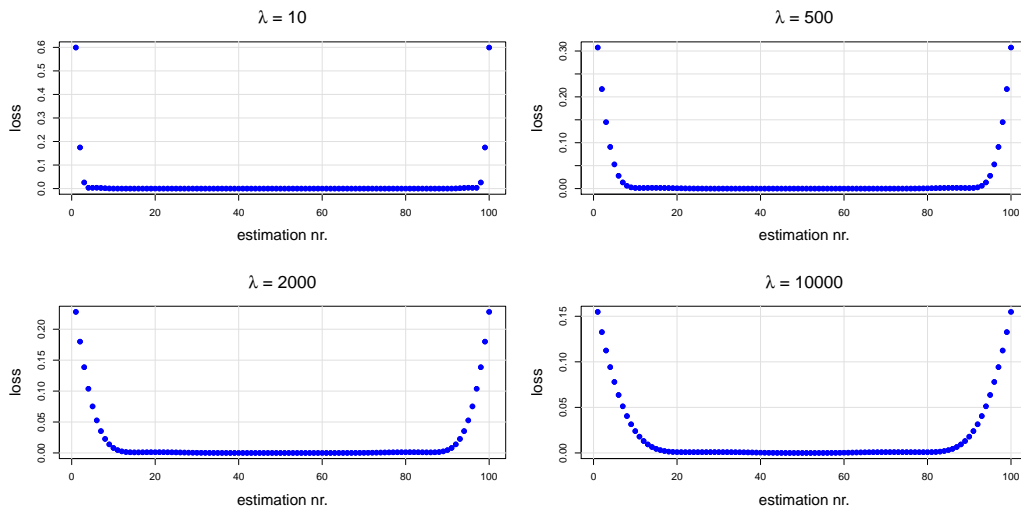 λ = 10
loss
0.0 0.1 0.2 0.3 0.4 0.5 0.6
0 20 40 60 80 100
estimation nr.
λ = 500
loss
0.00 0.10 0.20 0.30
0 20 40 60 80 100
estimation nr.
λ = 2000
loss
0.00 0.05 0.10 0.15 0.20
0 20 40 60 80 100
estimation nr.
λ = 10000
loss
0.00 0.05 0.10 0.15
0 20 40 60 80 100
estimation nr.